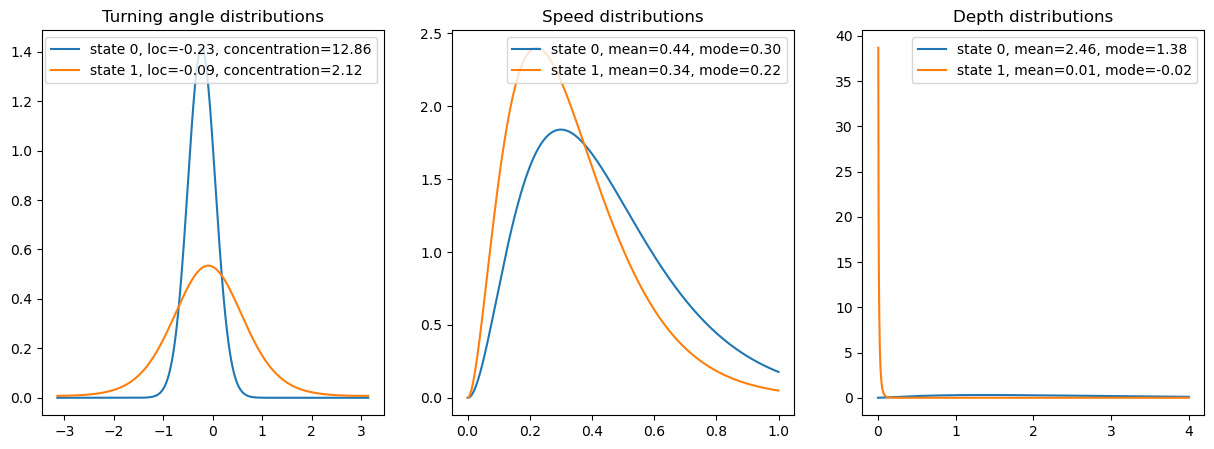 Turning angle distributions
state 0, loc=-0.23, concentration=12.86
state 1, loc=-0.09, concentration=2.12
1.4
1.2
1.0
0.8
0.6
0.4
0.2
0.0
−3 −2 −1 0 1 2 3
Speed distributions
state 0, mean=0.44, mode=0.30
state 1, mean=0.34, mode=0.22
2.5
2.0
1.5
1.0
0.5
0.0
0.0 0.2 0.4 0.6 0.8 1.0
Depth distributions
state 0, mean=2.46, mode=1.38
state 1, mean=0.01, mode=-0.02
40
35
30
25
20
15
10
5
0
0 1 2 3 4